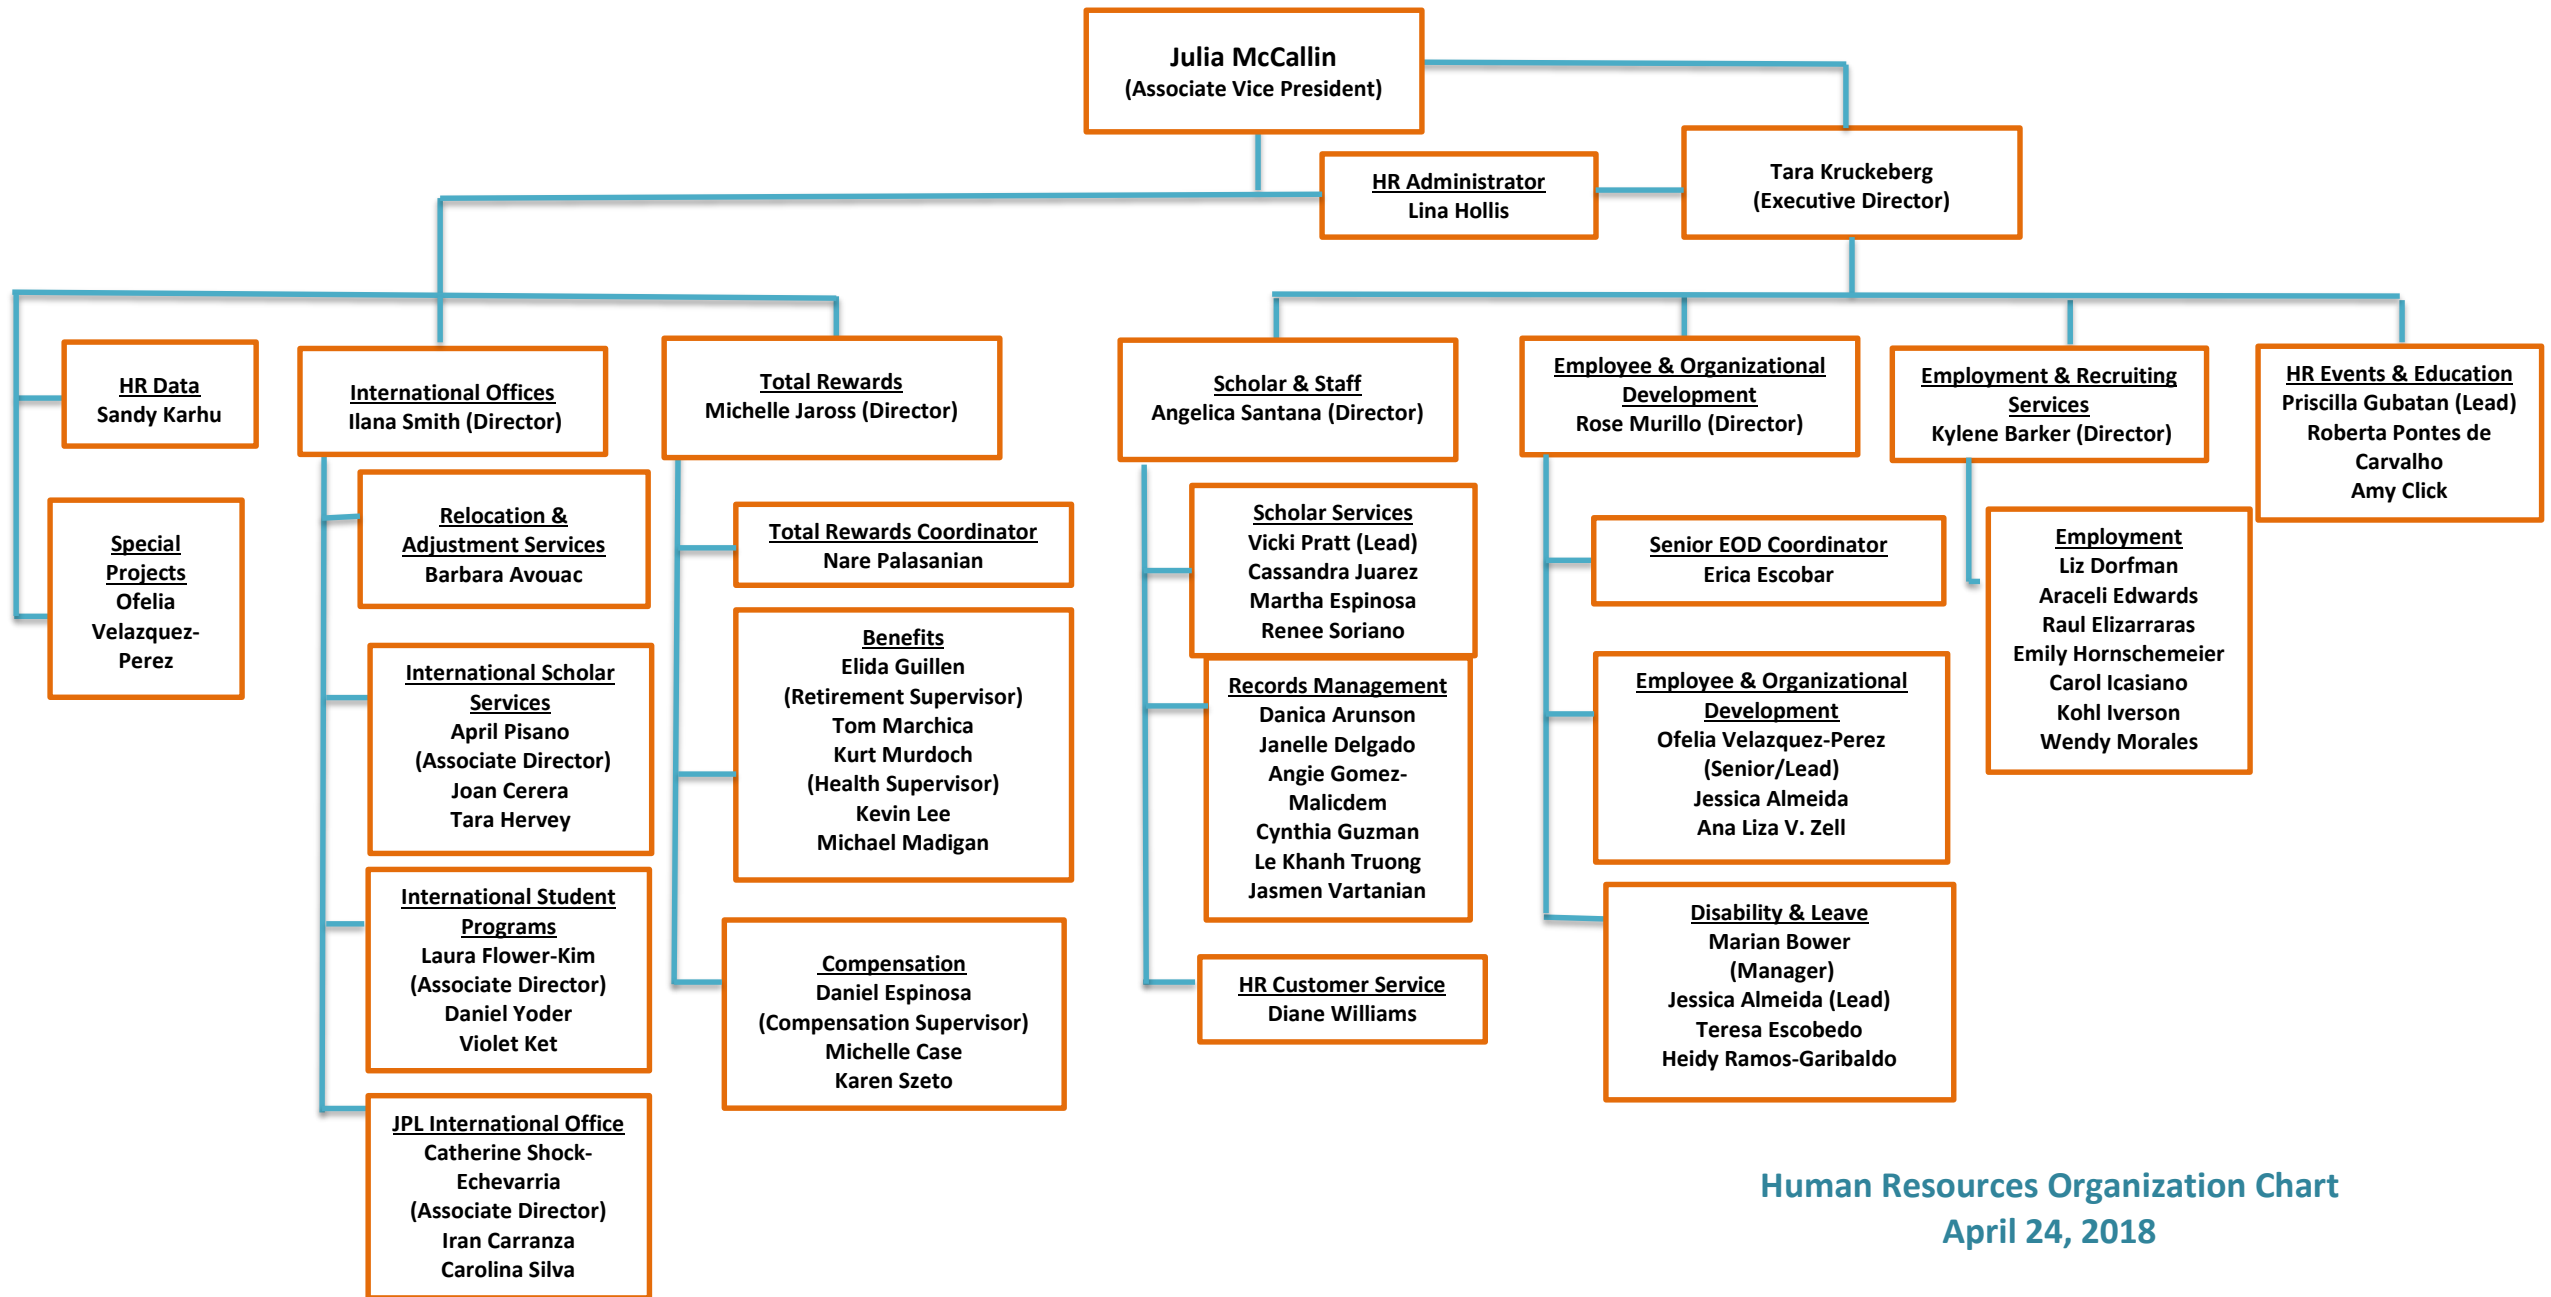 Julia McCallin
(Associate Vice President)
HR Administrator
Lina Hollis
Tara Kruckeberg
(Executive Director)
HR Data
Sandy Karhu
Special
Projects
Ofelia
Velazquez-
Perez
International Offices
Ilana Smith (Director)
Relocation &
Adjustment Services
Barbara Avouac
International Scholar
Services
April Pisano
(Associate Director)
Joan Cerera
Tara Hervey
International Student
Programs
Laura Flower-Kim
(Associate Director)
Daniel Yoder
Violet Ket
JPL International Office
Catherine Shock-
Echevarria
(Associate Director)
Iran Carranza
Carolina Silva
Total Rewards
Michelle Jaross (Director)
Total Rewards Coordinator
Nare Palasanian
Benefits
Elida Guillen
(Retirement Supervisor)
Tom Marchica
Kurt Murdoch
(Health Supervisor)
Kevin Lee
Michael Madigan
Compensation
Daniel Espinosa
(Compensation Supervisor)
Michelle Case
Karen Szeto
Scholar & Staff
Angelica Santana (Director)
Scholar Services
Vicki Pratt (Lead)
Cassandra Juarez
Martha Espinosa
Renee Soriano
Records Management
Danica Arunson
Janelle Delgado
Angie Gomez-
Malicdem
Cynthia Guzman
Le Khanh Truong
Jasmen Vartanian
HR Customer Service
Diane Williams
Employee & Organizational
Development
Rose Murillo (Director)
Senior EOD Coordinator
Erica Escobar
Employee & Organizational
Development
Ofelia Velazquez-Perez
(Senior/Lead)
Jessica Almeida
Ana Liza V. Zell
Disability & Leave
Marian Bower
(Manager)
Jessica Almeida (Lead)
Teresa Escobedo
Heidy Ramos-Garibaldo
Employment & Recruiting
Services
Kylene Barker (Director)
Employment
Liz Dorfman
Araceli Edwards
Raul Elizarraras
Emily Hornschemeier
Carol Icasiano
Kohl Iverson
Wendy Morales
HR Events & Education
Priscilla Gubatan (Lead)
Roberta Pontes de
Carvalho
Amy Click
Human Resources Organization Chart
April 24, 2018